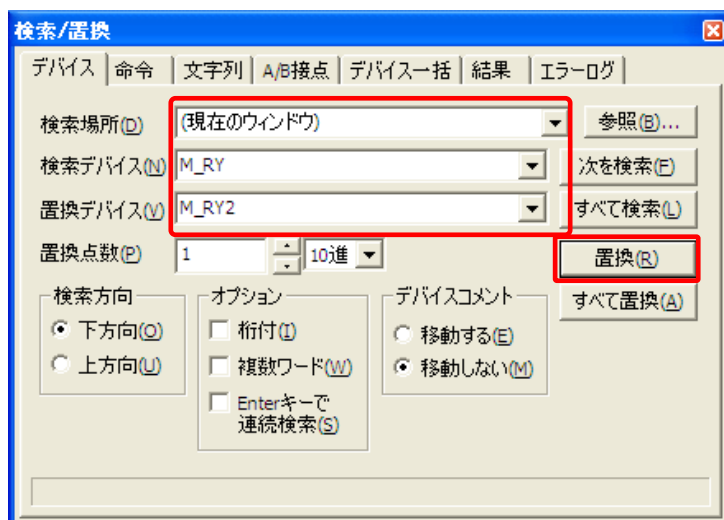 検索/置換
デバイス 命令 文字列 A/B接点 デバイス一括 結果 エラーログ
検索場所(D) (現在のウィンドウ) 参照(B)...
検索デバイス(N) M_RY 次を検索(F)
置換デバイス(V) M_RY2 すべて検索(L)
置換点数(P) 1 10進 置換(R)
検索方向 オプション デバイスコメント すべて置換(A)
下方向(O) 桁付(I) 移動する(E)
上方向(U) 複数ワード(W) 移動しない(M)
Enterキーで
連続検索(S)